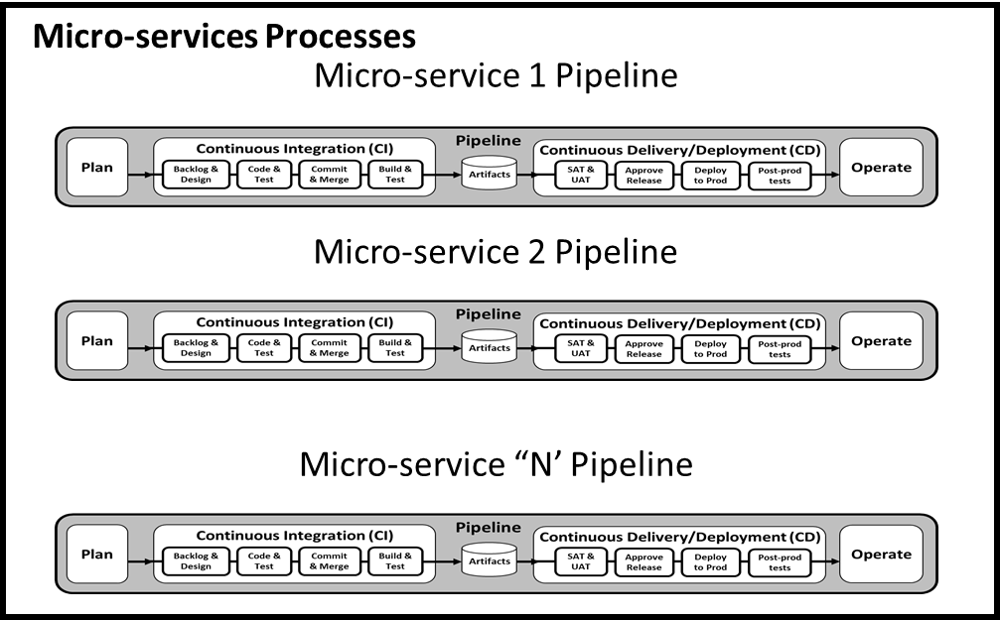 Micro-services Processes
Micro-service 1 Pipeline
Pipeline
Plan
Continuous Integration (CI)
Backlog &
Design
Code &
Test
Commit
& Merge
Build &
Test
Artifacts
Continuous Delivery/Deployment (CD)
SAT &
UAT
Approve
Release
Deploy
to Prod
Post-prod
tests
Operate
Micro-service 2 Pipeline
Pipeline
Plan
Continuous Integration (CI)
Backlog &
Design
Code &
Test
Commit
& Merge
Build &
Test
Artifacts
Continuous Delivery/Deployment (CD)
SAT &
UAT
Approve
Release
Deploy
to Prod
Post-prod
tests
Operate
Micro-service “N’ Pipeline
Pipeline
Plan
Continuous Integration (CI)
Backlog &
Design
Code &
Test
Commit
& Merge
Build &
Test
Artifacts
Continuous Delivery/Deployment (CD)
SAT &
UAT
Approve
Release
Deploy
to Prod
Post-prod
tests
Operate